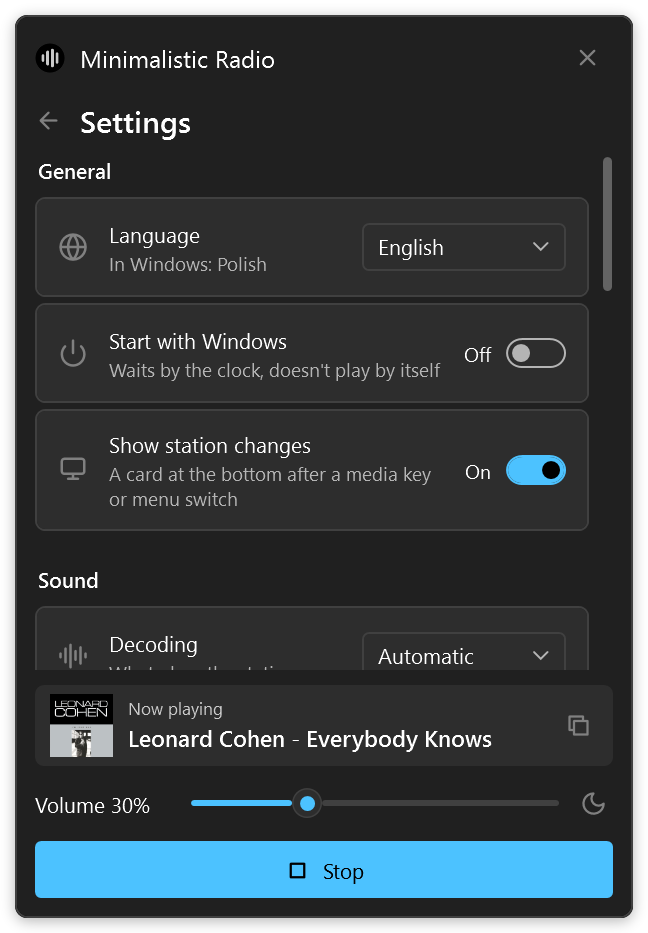 Minimalistic Radio
Settings
General
Language
In Windows: Polish
English
Start with Windows
Waits by the clock, doesn't play by itself
Off
Show station changes
A card at the bottom after a media key
or menu switch
On
Sound
Decoding
Automatic
LEONARD
COHEN
Now playing
Leonard Cohen - Everybody Knows
Volume 30%
Stop